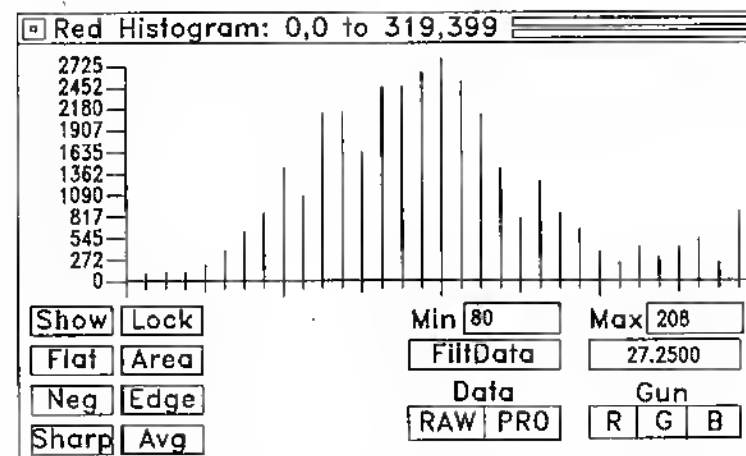 Red Histogram: 0,0 to 319,399
2725
2452
2180
1907
1635
1362
1090
817
545
272
0
Show Lock Min 80 Max 208
Flat Area FiltData 27.2500
Neg Edge Data Gun
Sharp Avg RAW PRO R G B